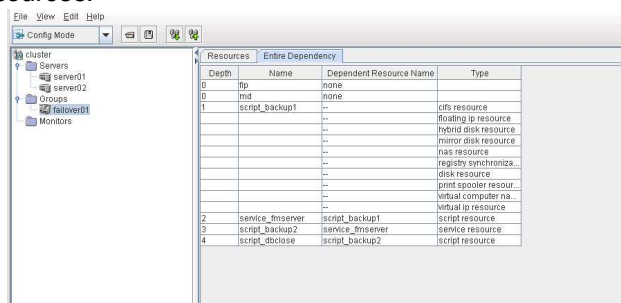 ources.
File View Edit Help
Config Mode
cluster
Servers
server01
server02
Groups
failover01
Monitors
Resources Entire Dependency
Depth Name Dependent Resource Name Type
0 fip none
0 md none
1 script_backup1 -- cifs resource
-- floating ip resource
-- hybrid disk resource
-- mirror disk resource
-- nas resource
-- registry synchroniza...
-- disk resource
-- print spooler resour...
-- virtual computer na...
-- virtual ip resource
2 service_fmserver script_backup1 script resource
3 script_backup2 service_fmserver service resource
4 script_dbclose script_backup2 script resource